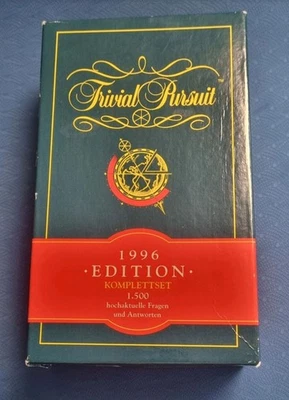 Trivial Pursuit
1996
·EDITION·
KOMPLETTSET
1.500
hochaktuelle Fragen
und Antworten